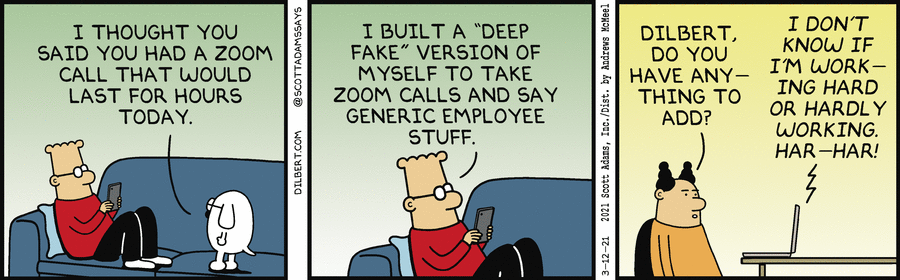 I THOUGHT YOU
SAID YOU HAD A ZOOM
CALL THAT WOULD
LAST FOR HOURS
TODAY.
DILBERT.COM @SCOTTADAMSSAYS
I BUILT A "DEEP
FAKE" VERSION OF
MYSELF TO TAKE
ZOOM CALLS AND SAY
GENERIC EMPLOYEE
STUFF.
3-12-21 2021 Scott Adams, Inc./Dist. by Andrews McMeel
DILBERT,
DO YOU
HAVE ANY-
THING TO
ADD?
I DON'T
KNOW IF
I'M WORK-
ING HARD
OR HARDLY
WORKING.
HAR-HAR!